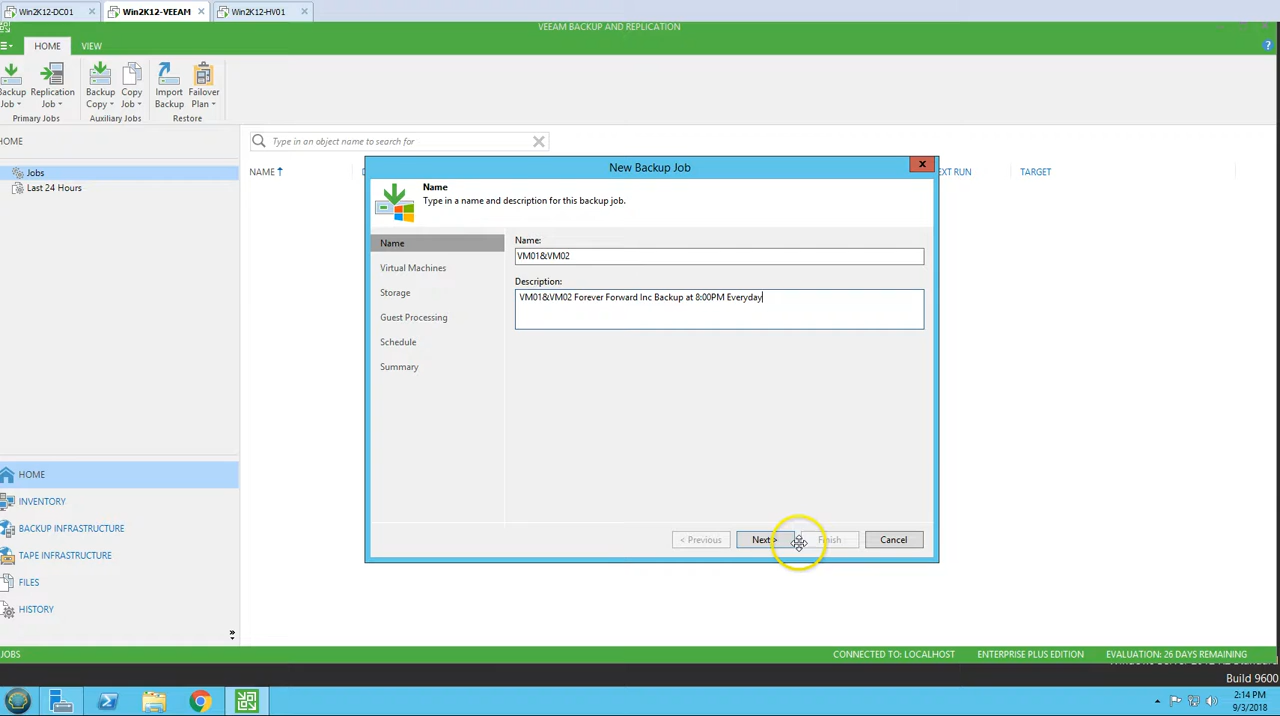 Win2K12-DC01
Win2K12-VEEAM
Win2K12-HV01
VEEAM BACKUP AND REPLICATION
HOME
VIEW
Backup Job
Replication Job
Backup Copy
Copy Job
Import Backup
Failover Plan
Primary Jobs
Auxiliary Jobs
Restore
HOME
Type in an object name to search for
Jobs
Last 24 Hours
NAME
EXT RUN
TARGET
New Backup Job
Name
Type in a name and description for this backup job.
Name
Virtual Machines
Storage
Guest Processing
Schedule
Summary
Name:
VM01&VM02
Description:
VM01&VM02 Forever Forward Inc Backup at 8:00PM Everyday
< Previous
Next >
Finish
Cancel
HOME
INVENTORY
BACKUP INFRASTRUCTURE
TAPE INFRASTRUCTURE
FILES
HISTORY
JOBS
CONNECTED TO: LOCALHOST
ENTERPRISE PLUS EDITION
EVALUATION: 26 DAYS REMAINING
Build 9600
2:14 PM
9/3/2018